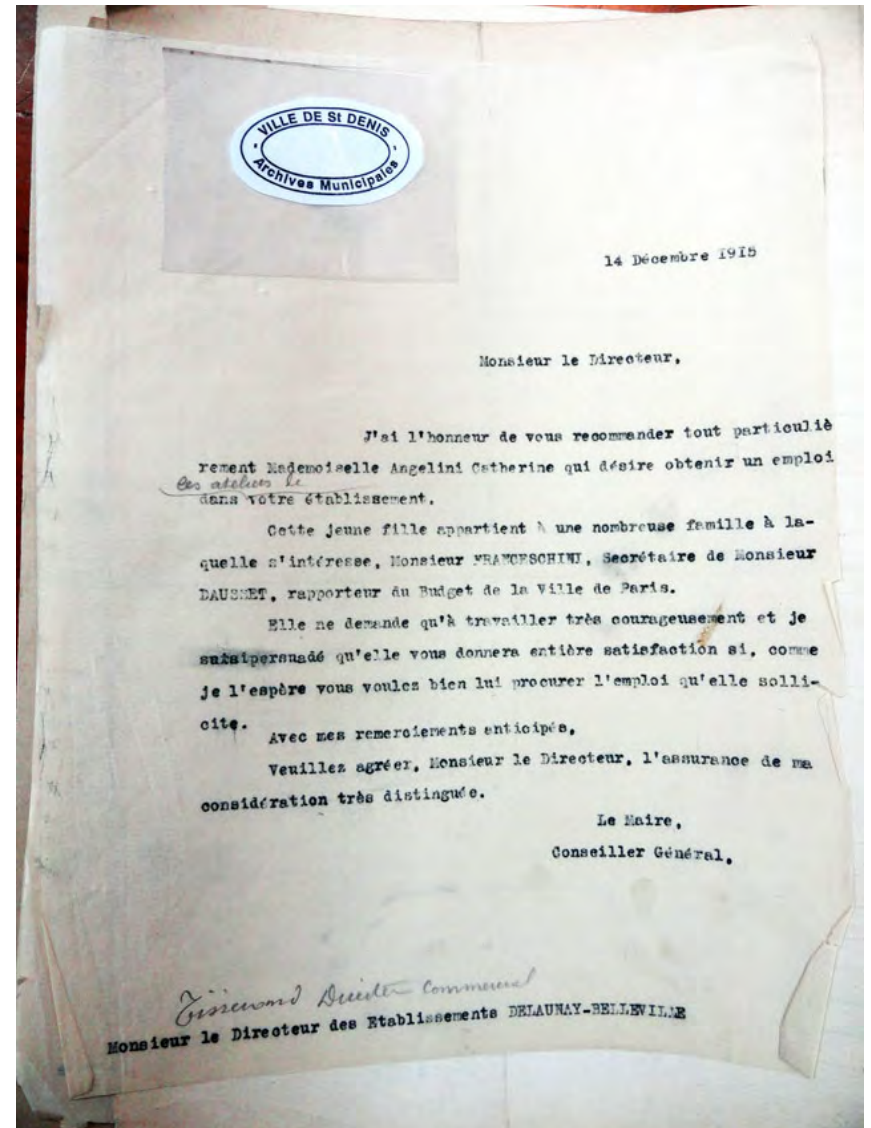 VILLE DE St DENIS
Archives Municipales
14 Décembre 1915
Monsieur le Directeur,
J'ai l'honneur de vous recommander tout particuliè
rement Mademoiselle Angelini Catherine qui désire obtenir un emploi
les ateliers de
dans votre établissement.
Cette jeune fille appartient à une nombreuse famille à la-
quelle s'intéresse, Monsieur FRANCESCHINI, Secrétaire de Monsieur
DAUSSET, rapporteur du Budget de la Ville de Paris.
Elle ne demande qu'à travailler très courageusement et je
persuadé qu'elle vous donnera entière satisfaction si, comme
je l'espère vous voulez bien lui procurer l'emploi qu'elle solli-
cite.
Avec mes remerciements anticipés,
Veuillez agréer, Monsieur le Directeur, l'assurance de ma
considération très distinguée.
Le Maire,
Conseiller Général,
Directer Commercial
Monsieur le Directeur des Etablissements DELAUNAY-BELLEVILLE